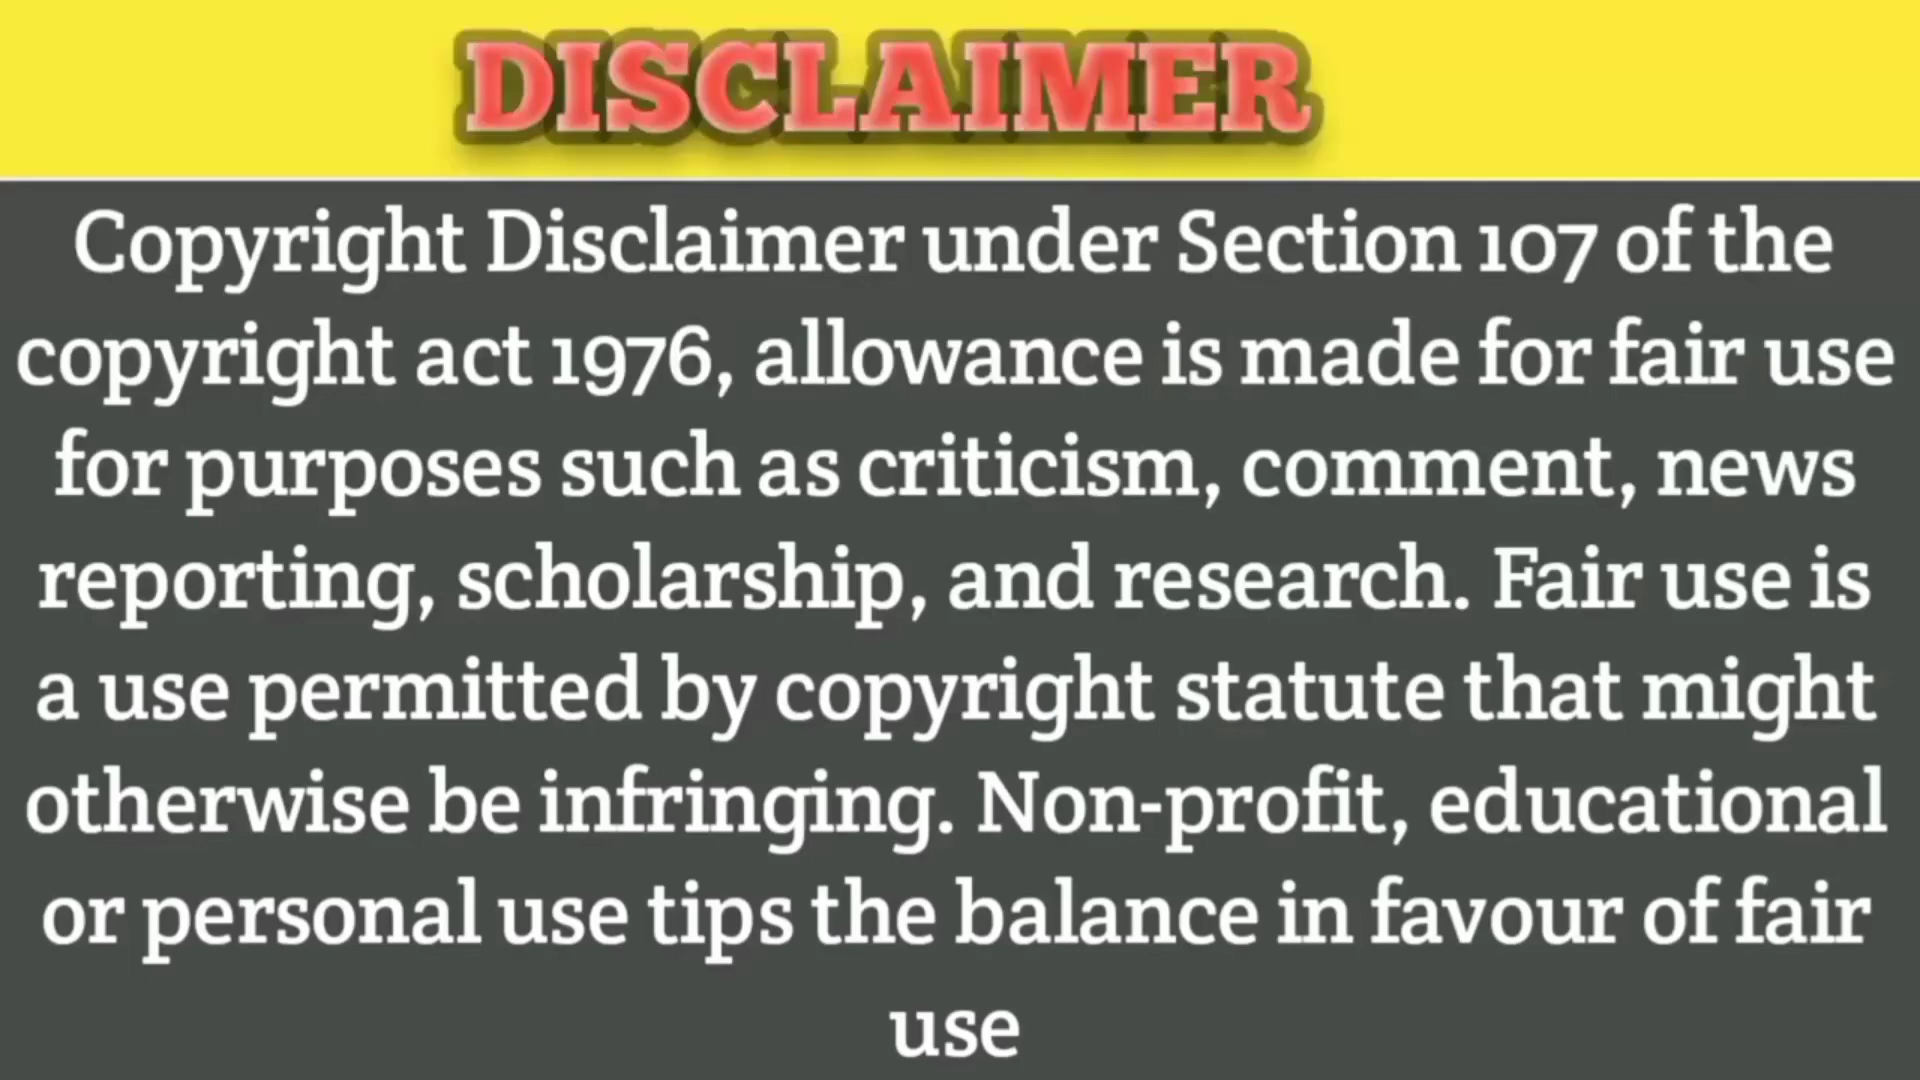 DISCLAIMER
Copyright Disclaimer under Section 107 of the
copyright act 1976, allowance is made for fair use
for purposes such as criticism, comment, news
reporting, scholarship, and research. Fair use is
a use permitted by copyright statute that might
otherwise be infringing. Non-profit, educational
or personal use tips the balance in favour of fair
use